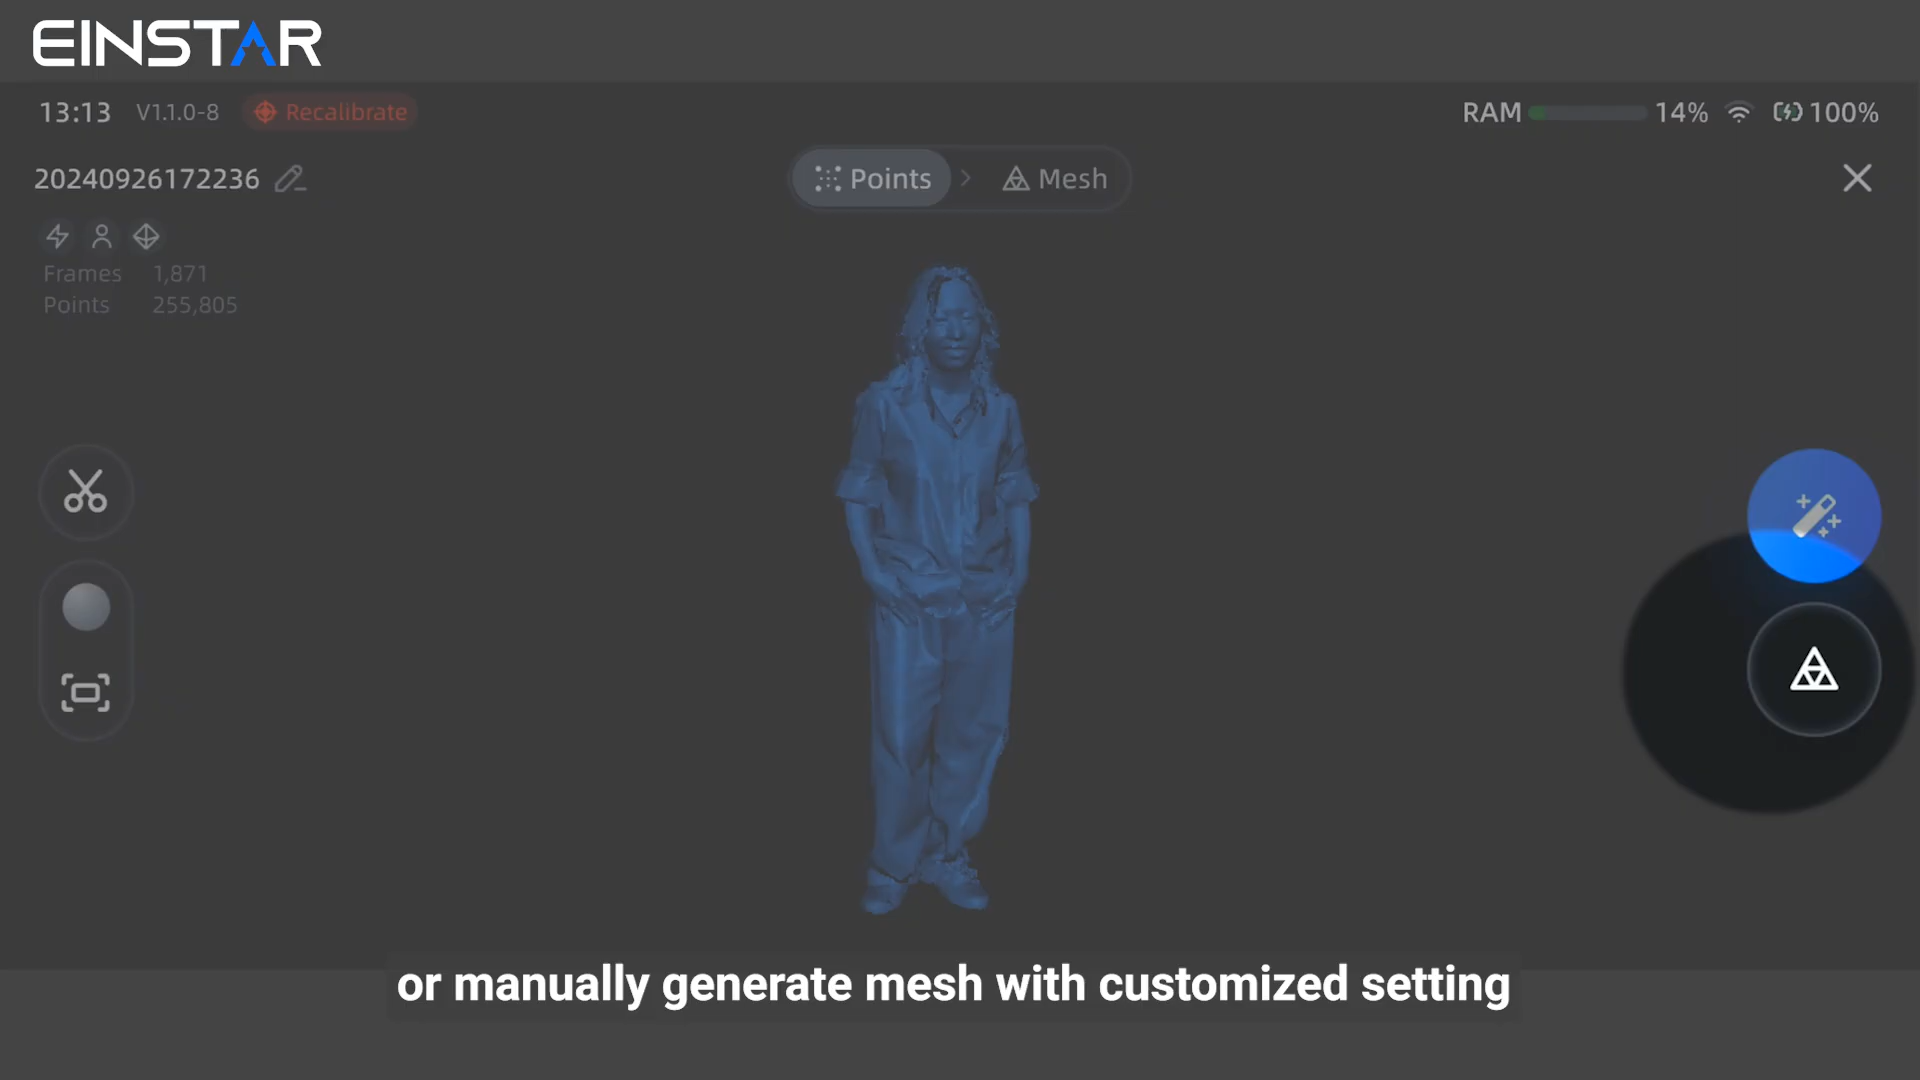 EINSTAR
13:13 V1.1.0-8 Recalibrate RAM 14% 100%
20240926172236 Points Mesh
Frames 1,871
Points 255,805
or manually generate mesh with customized setting